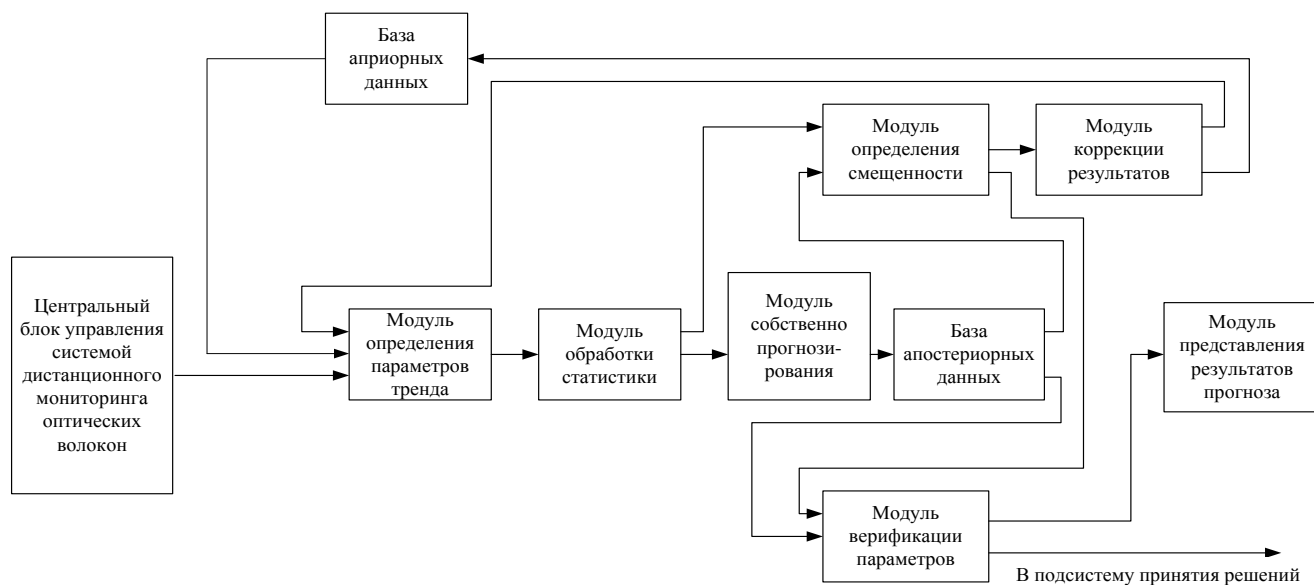 База
априорных
данных
Модуль
определения
смещенности
Модуль
коррекции
результатов
Центральный
блок управления
системой
дистанционного
мониторинга
оптических
волокон
Модуль
определения
параметров
тренда
Модуль
обработки
статистики
Модуль
собственно
прогнози-
рования
База
апостериорных
данных
Модуль
представления
результатов
прогноза
Модуль
верификации
параметров
В подсистему принятия решений